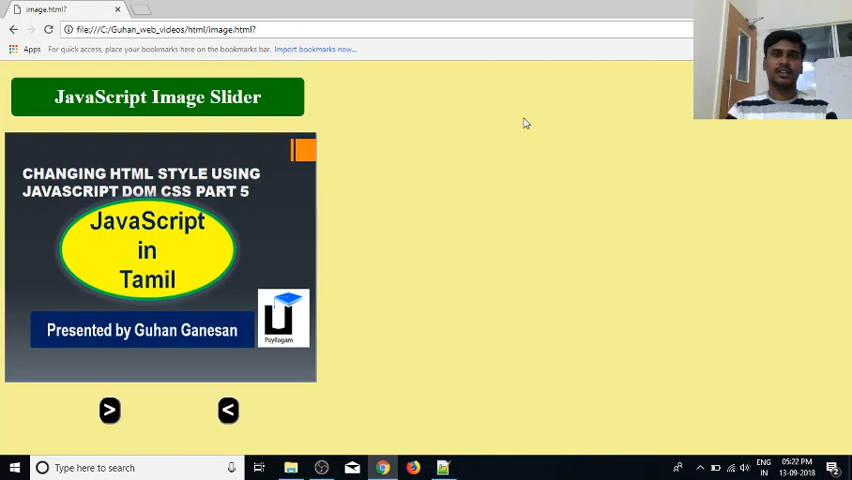 image.html?
file:///C:/Guhan_web_videos/html/image.html?
Apps For quick access, place your bookmarks here on the bookmarks bar. Import bookmarks now...
JavaScript Image Slider
CHANGING HTML STYLE USING
JAVASCRIPT DOM CSS PART 5
JavaScript
in
Tamil
Presented by Guhan Ganesan
Payilagam
> <
Type here to search
ENG
IN
05:22 PM
13-09-2018
2